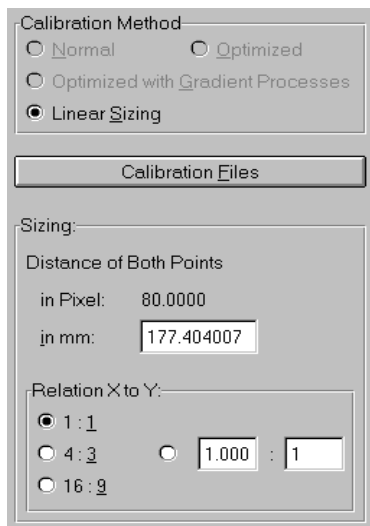 Calibration Method
Normal Optimized
Optimized with Gradient Processes
Linear Sizing
Calibration Files
Sizing:
Distance of Both Points
in Pixel: 80.0000
in mm: 177.404007
Relation X to Y:
1 : 1
4 : 3 1.000 : 1
16 : 9